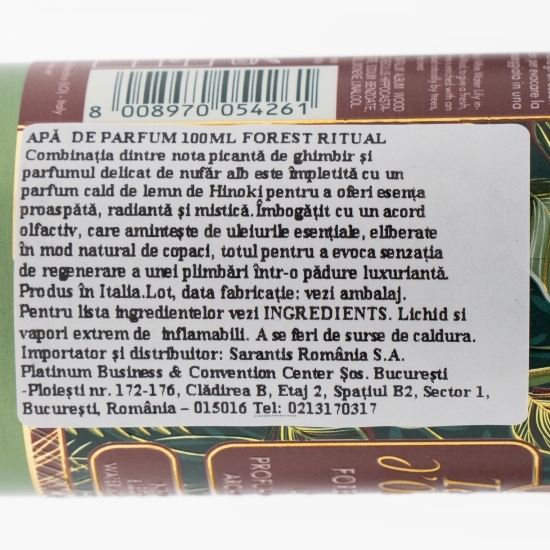 8 008970 054261
APĂ DE PARFUM 100ML FOREST RITUAL
Combinația dintre nota picantă de ghimbir și
parfumul delicat de nufăr alb este împletită cu un
parfum cald de lemn de Hinoki pentru a oferi esența
proaspătă, radiantă și mistică. Îmbogățit cu un acord
olfactiv, care amintește de uleiurile esențiale, eliberate
în mod natural de copaci, totul pentru a evoca senzația
de regenerare a unei plimbări într-o pădure luxuriantă.
Produs în Italia. Lot, data fabricație: vezi ambalaj.
Pentru lista ingredientelor vezi INGREDIENTS. Lichid si
vapori extrem de inflamabili. A se feri de surse de caldura.
Importator și distribuitor: Sarantis România S.A.
Platinum Business & Convention Center Șos. București
-Ploiești nr. 172-176, Clădirea B, Etaj 2, Spațiul B2, Sector 1,
București, România – 015016 Tel: 0213170317